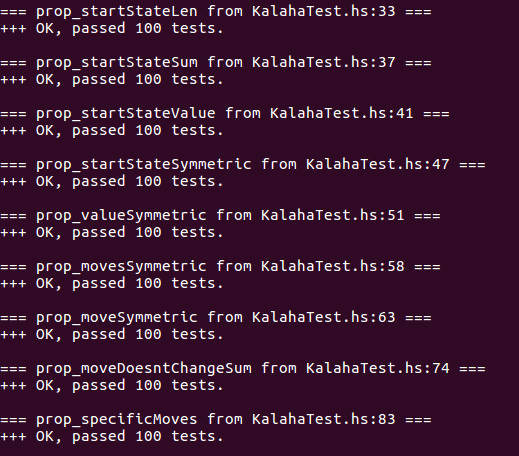 === prop_startStateLen from KalahaTest.hs:33 ===
+++ OK, passed 100 tests.
=== prop_startStateSum from KalahaTest.hs:37 ===
+++ OK, passed 100 tests.
=== prop_startStateValue from KalahaTest.hs:41 ===
+++ OK, passed 100 tests.
=== prop_startStateSymmetric from KalahaTest.hs:47 ===
+++ OK, passed 100 tests.
=== prop_valueSymmetric from KalahaTest.hs:51 ===
+++ OK, passed 100 tests.
=== prop_movesSymmetric from KalahaTest.hs:58 ===
+++ OK, passed 100 tests.
=== prop_moveSymmetric from KalahaTest.hs:63 ===
+++ OK, passed 100 tests.
=== prop_moveDoesntChangeSum from KalahaTest.hs:74 ===
+++ OK, passed 100 tests.
=== prop_specificMoves from KalahaTest.hs:83 ===
+++ OK, passed 100 tests.